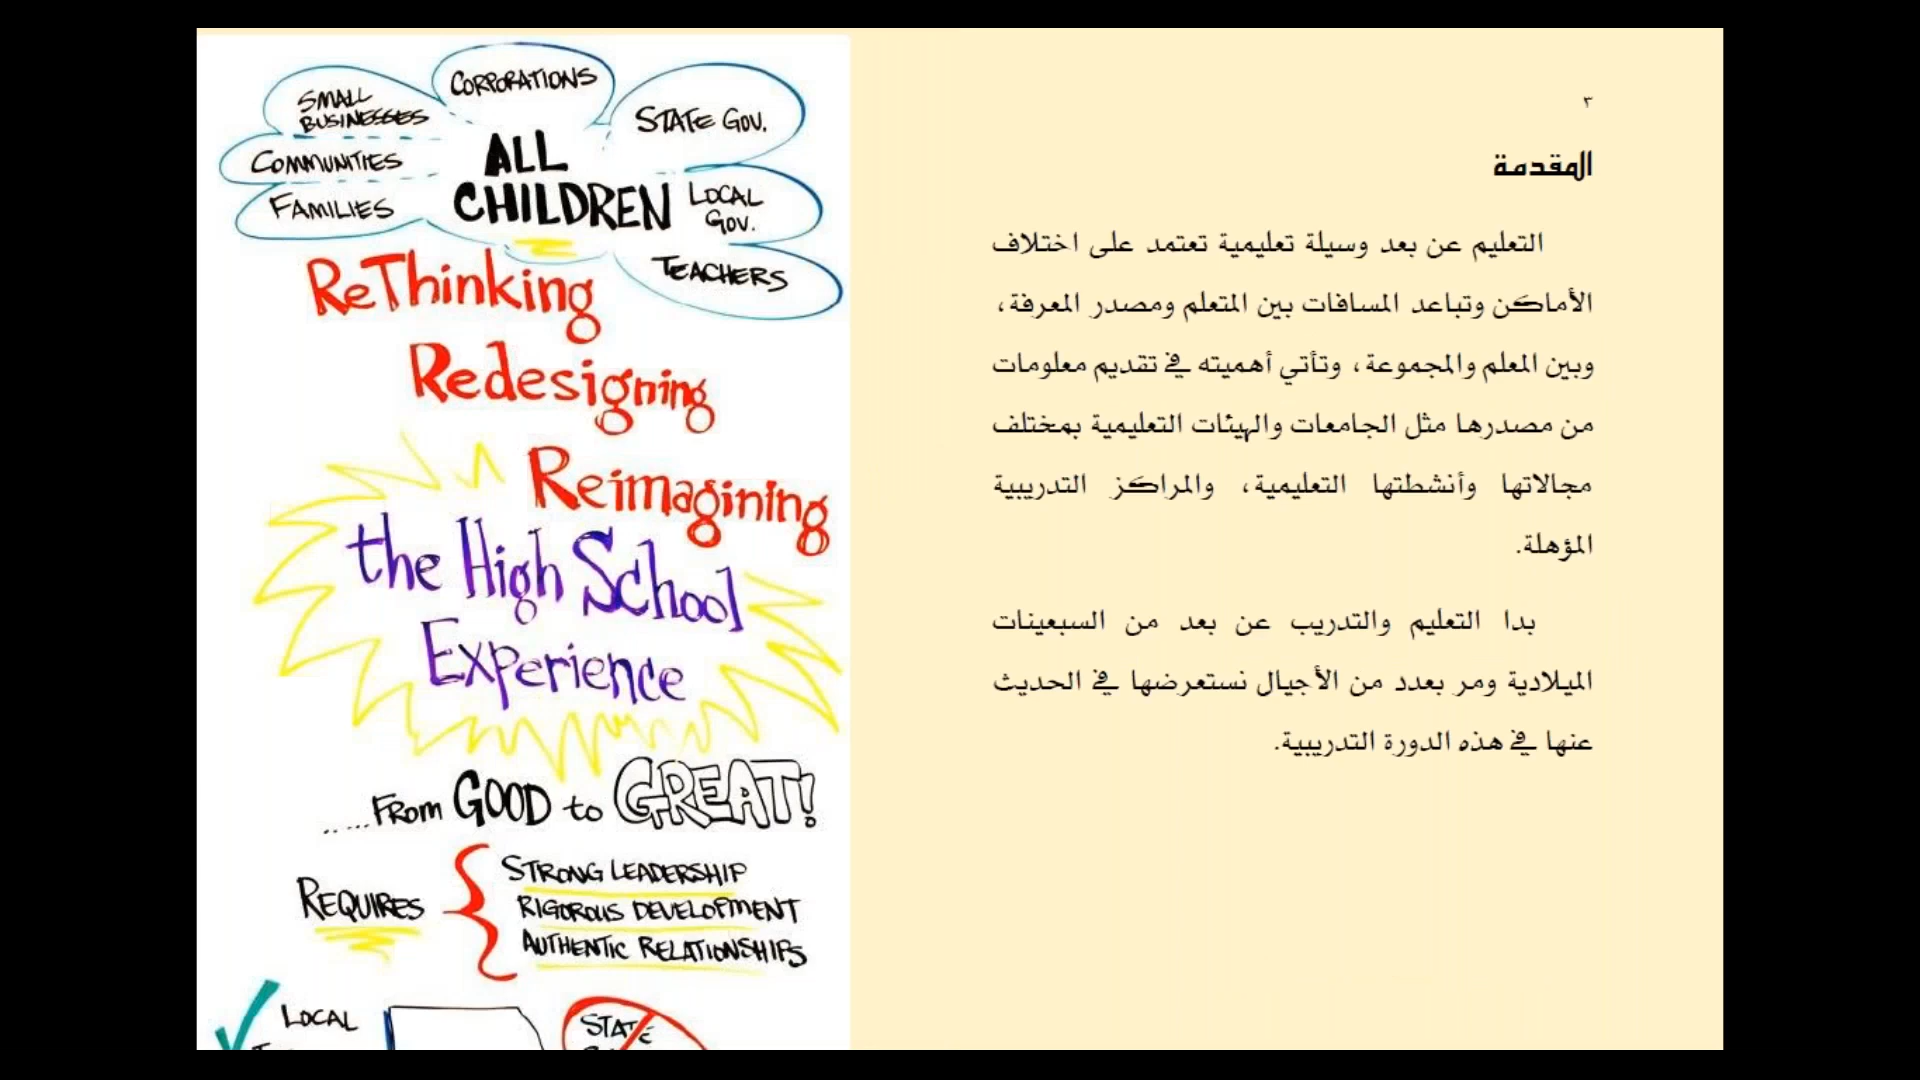 SMALL
BUSINESSES
CORPORATIONS
STATE GOV.
COMMUNITIES
FAMILIES
ALL
CHILDREN
LOCAL
GOV.
TEACHERS
ReThinking
Redesigning
Reimagining
the High School
Experience
.....FROM GOOD to GREAT!
REQUIRES
STRONG LEADERSHIP
RIGOROUS DEVELOPMENT
AUTHENTIC RELATIONSHIPS
LOCAL
STATE
٣
المقدمة
التعليم عن بعد وسيلة تعليمية تعتمد على اختلاف
الأماكن وتباعد المسافات بين المتعلم ومصدر المعرفة،
وبين المعلم والمجموعة، وتأتي أهميته في تقديم معلومات
من مصدرها مثل الجامعات والهيئات التعليمية بمختلف
مجالاتها وأنشطتها التعليمية، والمراكز التدريبية
المؤهلة.
بدا التعليم والتدريب عن بعد من السبعينات
الميلادية ومر بعدد من الأجيال نستعرضها في الحديث
عنها في هذه الدورة التدريبية.